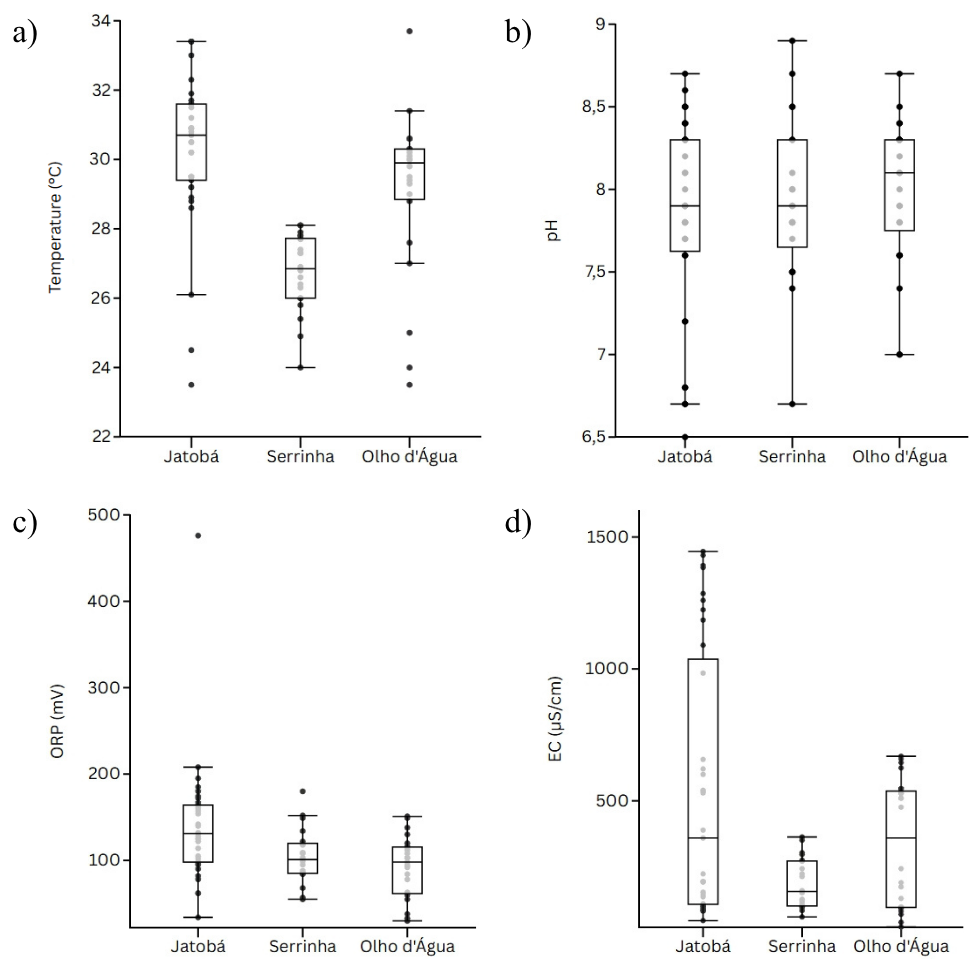 a)
Temperature (°C)
34
32
30
28
26
24
22
Jatobá Serrinha Olho d'Água
b)
pH
9
8,5
8
7,5
7
6,5
Jatobá Serrinha Olho d'Água
c)
ORP (mV)
500
400
300
200
100
Jatobá Serrinha Olho d'Água
d)
EC (µS/cm)
1500
1000
500
Jatobá Serrinha Olho d'Água